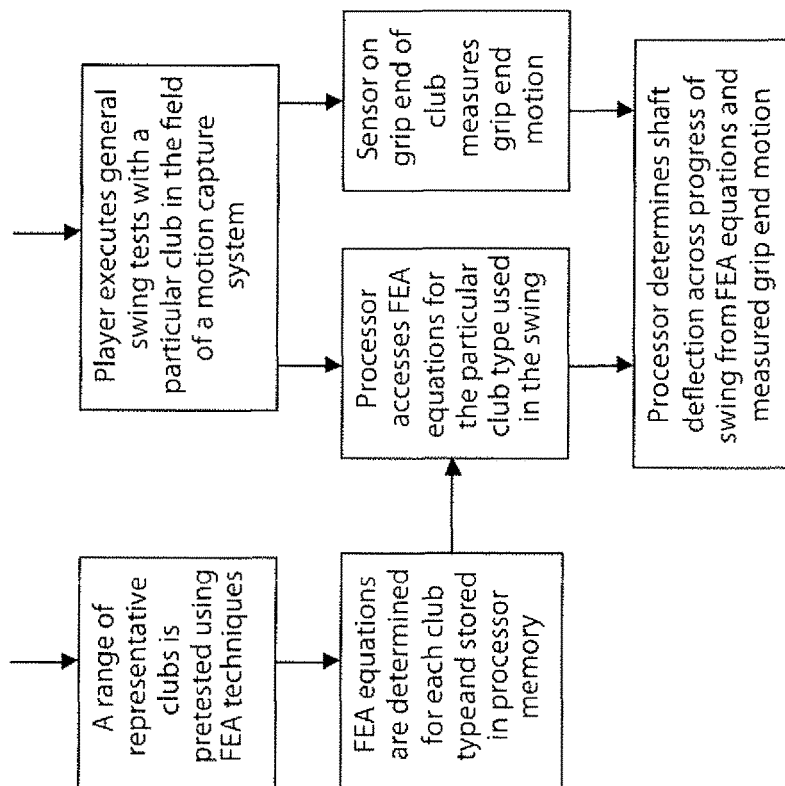 A range of
representative
clubs is
pretested using
FEA techniques
FEA equations
are determined
for each club
typeand stored
in processor
memory
Player executes general
swing tests with a
particular club in the field
of a motion capture
system
Processor
accesses FEA
equations for
the particular
club type used
in the swing
Sensor on
grip end of
club
measures
grip end
motion
Processor determines shaft
deflection across progress of
swing from FEA equations and
measured grip end motion